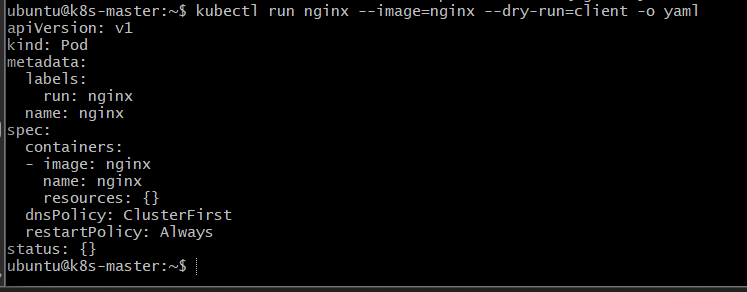 ubuntu@k8s-master:~$ kubectl run nginx --image=nginx --dry-run=client -o yaml
apiVersion: v1
kind: Pod
metadata:
  labels:
    run: nginx
  name: nginx
spec:
  containers:
  - image: nginx
    name: nginx
    resources: {}
  dnsPolicy: ClusterFirst
  restartPolicy: Always
status: {}
ubuntu@k8s-master:~$